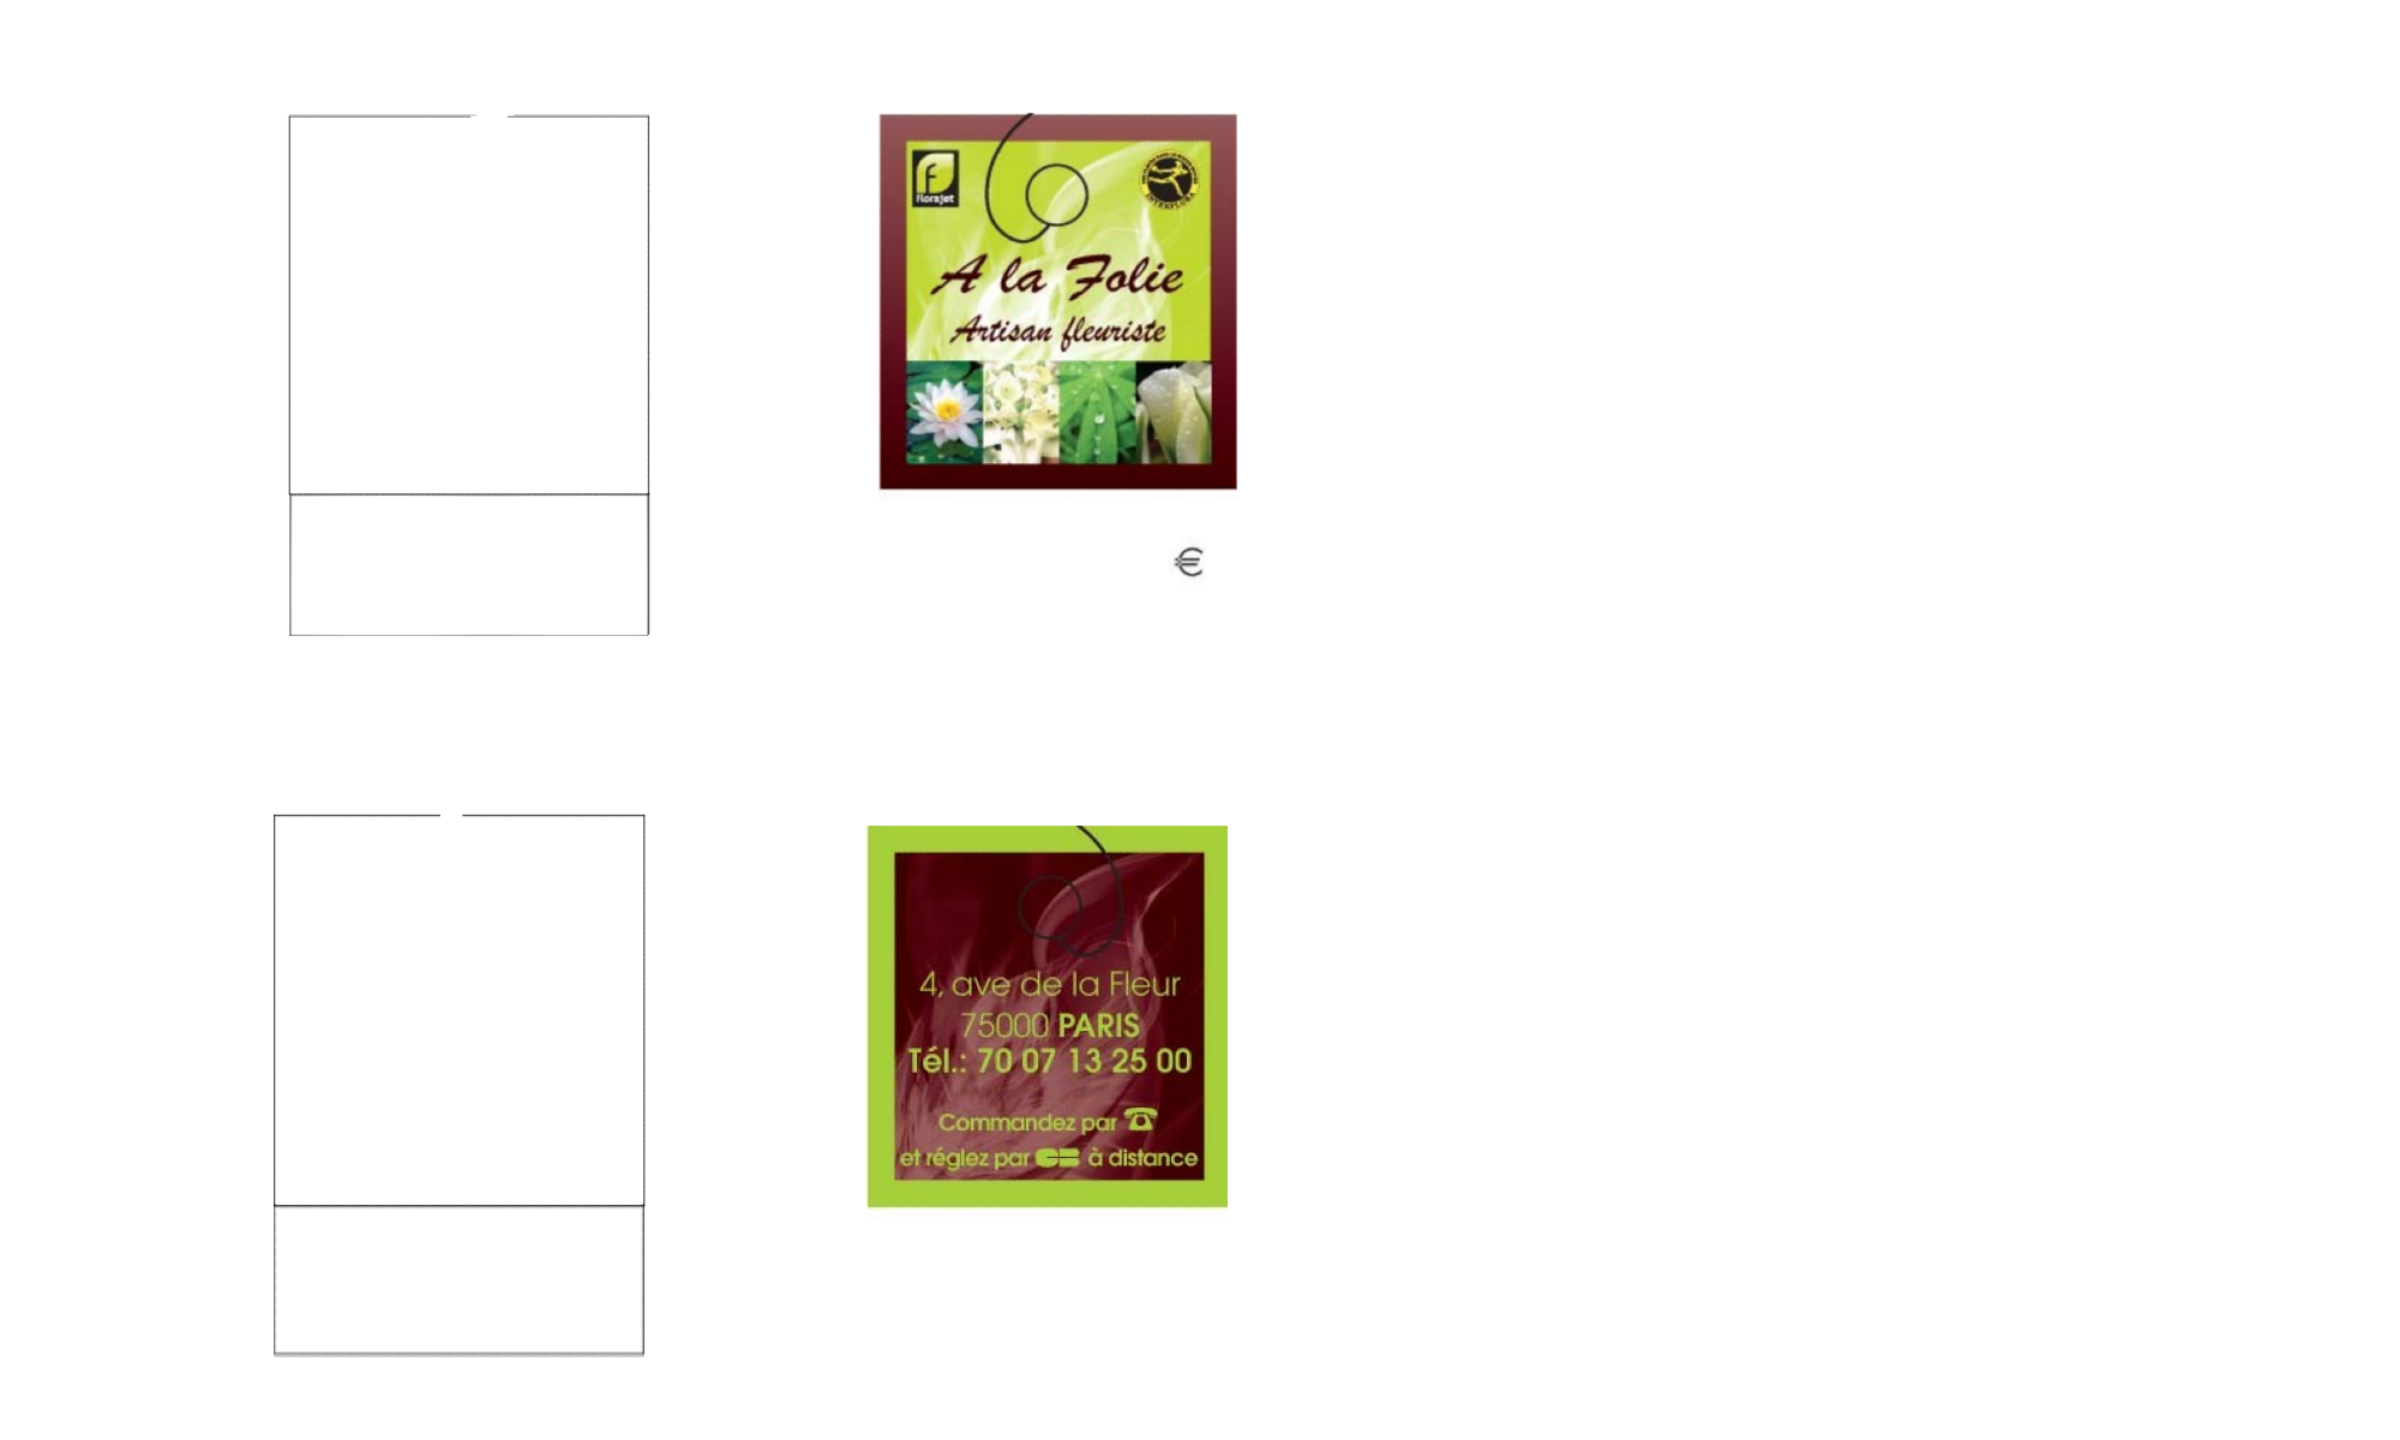 florajet
INTERFLORA
A la Folie
Artisan fleuriste
€
4, ave de la Fleur
75000 PARIS
Tél.: 70 07 13 25 00
Commandez par ☎
et réglez par CB à distance